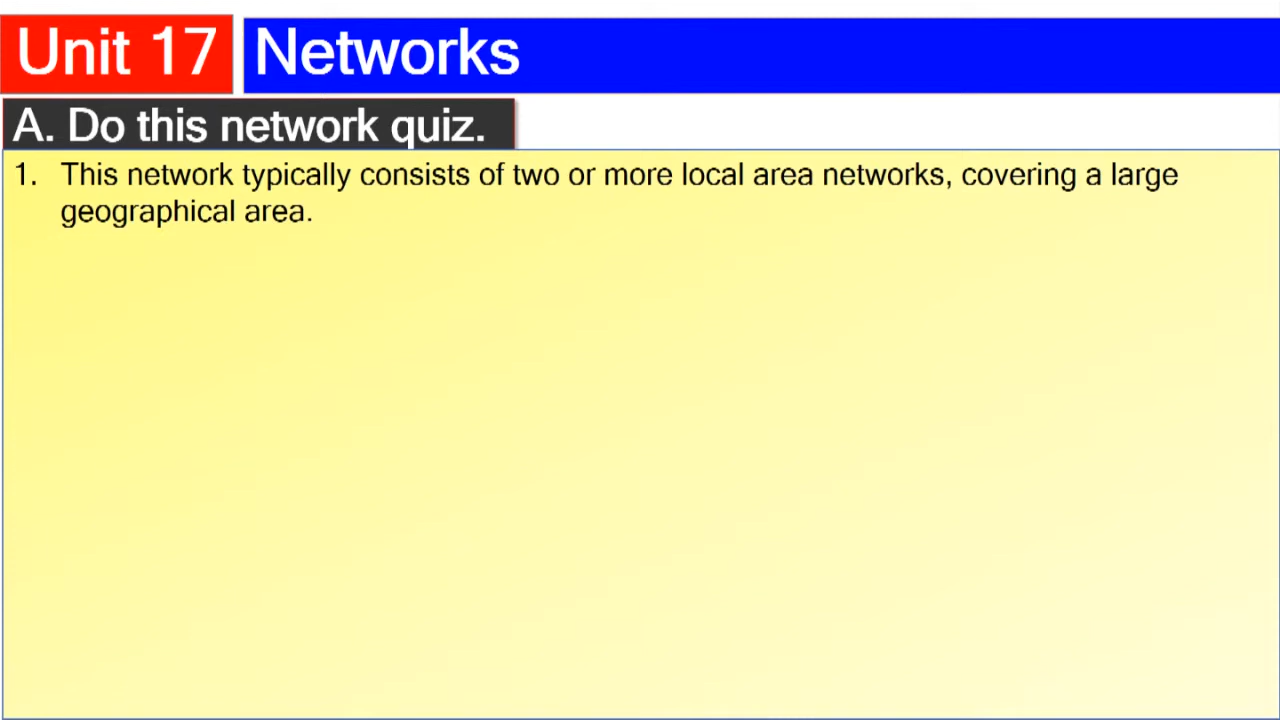 Unit 17 Networks
A. Do this network quiz.
1. This network typically consists of two or more local area networks, covering a large
geographical area.